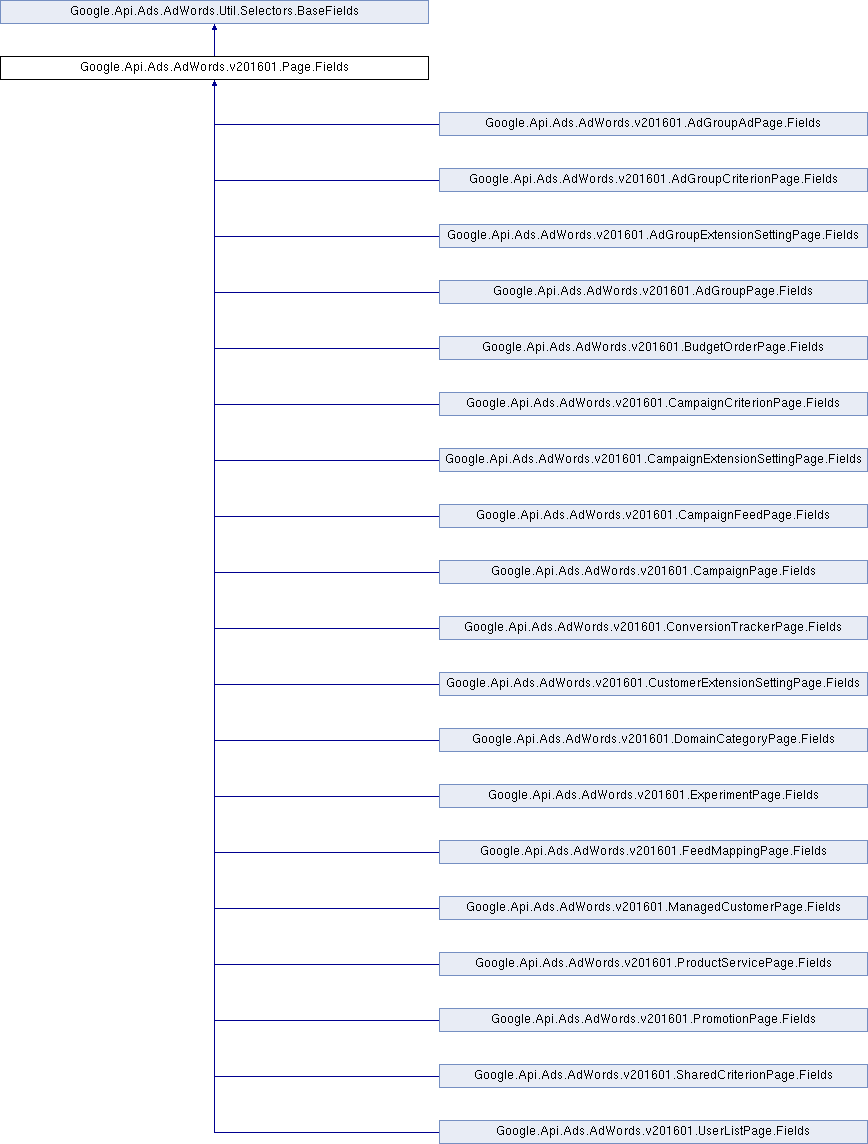 Google.Api.Ads.AdWords.Util.Selectors.BaseFields
Google.Api.Ads.AdWords.v201601.Page.Fields
Google.Api.Ads.AdWords.v201601.AdGroupAdPage.Fields
Google.Api.Ads.AdWords.v201601.AdGroupCriterionPage.Fields
Google.Api.Ads.AdWords.v201601.AdGroupExtensionSettingPage.Fields
Google.Api.Ads.AdWords.v201601.AdGroupPage.Fields
Google.Api.Ads.AdWords.v201601.BudgetOrderPage.Fields
Google.Api.Ads.AdWords.v201601.CampaignCriterionPage.Fields
Google.Api.Ads.AdWords.v201601.CampaignExtensionSettingPage.Fields
Google.Api.Ads.AdWords.v201601.CampaignFeedPage.Fields
Google.Api.Ads.AdWords.v201601.CampaignPage.Fields
Google.Api.Ads.AdWords.v201601.ConversionTrackerPage.Fields
Google.Api.Ads.AdWords.v201601.CustomerExtensionSettingPage.Fields
Google.Api.Ads.AdWords.v201601.DomainCategoryPage.Fields
Google.Api.Ads.AdWords.v201601.ExperimentPage.Fields
Google.Api.Ads.AdWords.v201601.FeedMappingPage.Fields
Google.Api.Ads.AdWords.v201601.ManagedCustomerPage.Fields
Google.Api.Ads.AdWords.v201601.ProductServicePage.Fields
Google.Api.Ads.AdWords.v201601.PromotionPage.Fields
Google.Api.Ads.AdWords.v201601.SharedCriterionPage.Fields
Google.Api.Ads.AdWords.v201601.UserListPage.Fields